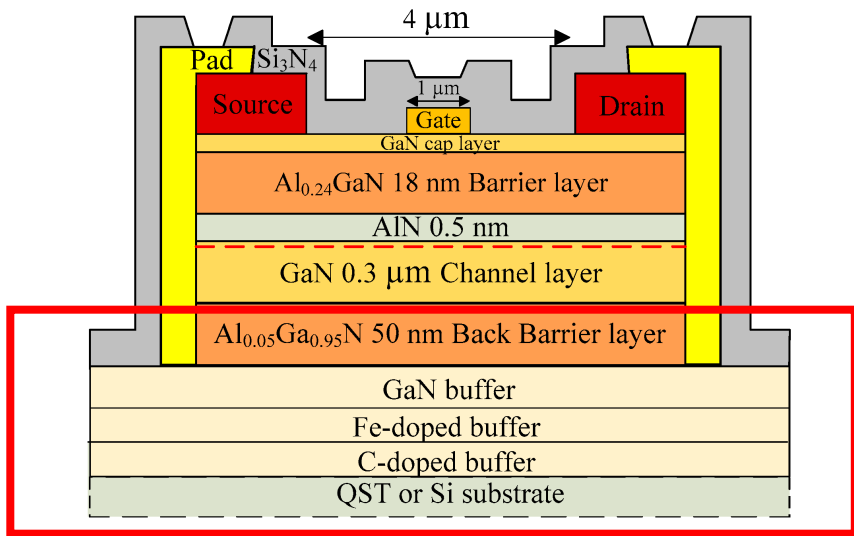 4 μm
Pad
Si₃N₄
1 μm
Source
Gate
Drain
GaN cap layer
Al₀.₂₄GaN 18 nm Barrier layer
AlN 0.5 nm
GaN 0.3 μm Channel layer
Al₀.₀₅Ga₀.₉₅N 50 nm Back Barrier layer
GaN buffer
Fe-doped buffer
C-doped buffer
QST or Si substrate